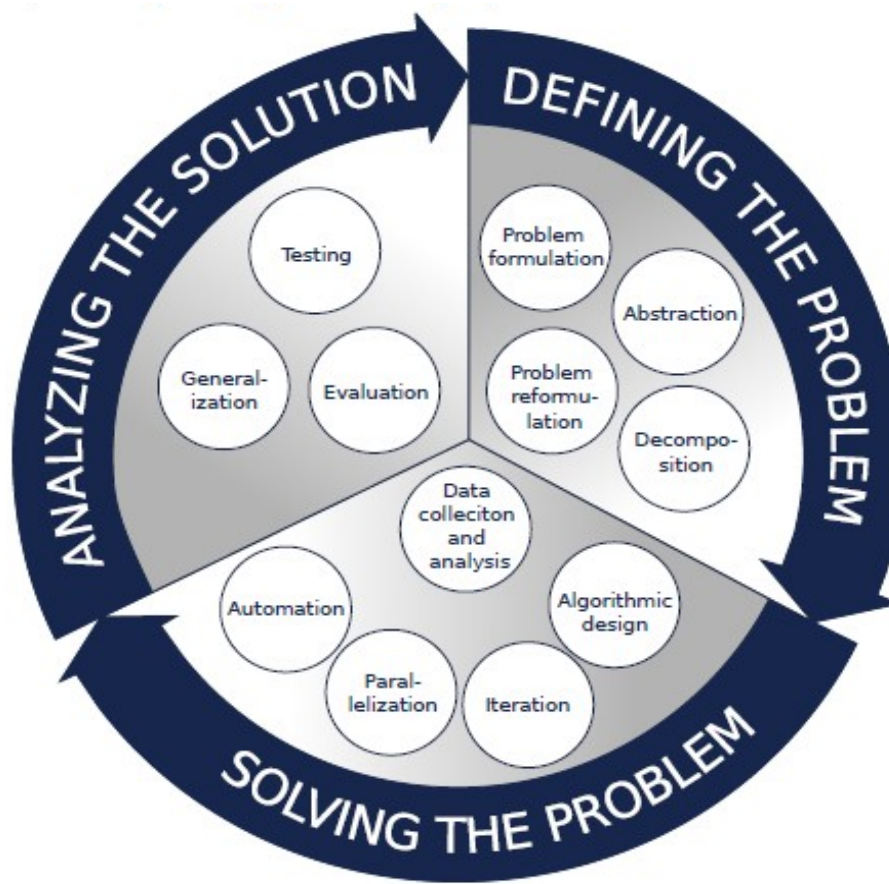 ANALYZING THE SOLUTION
DEFINING THE PROBLEM
SOLVING THE PROBLEM
Testing
General-
ization
Evaluation
Problem
formulation
Abstraction
Problem
reformu-
lation
Decompo-
sition
Data
colleciton
and
analysis
Algorithmic
design
Automation
Paral-
llelization
Iteration